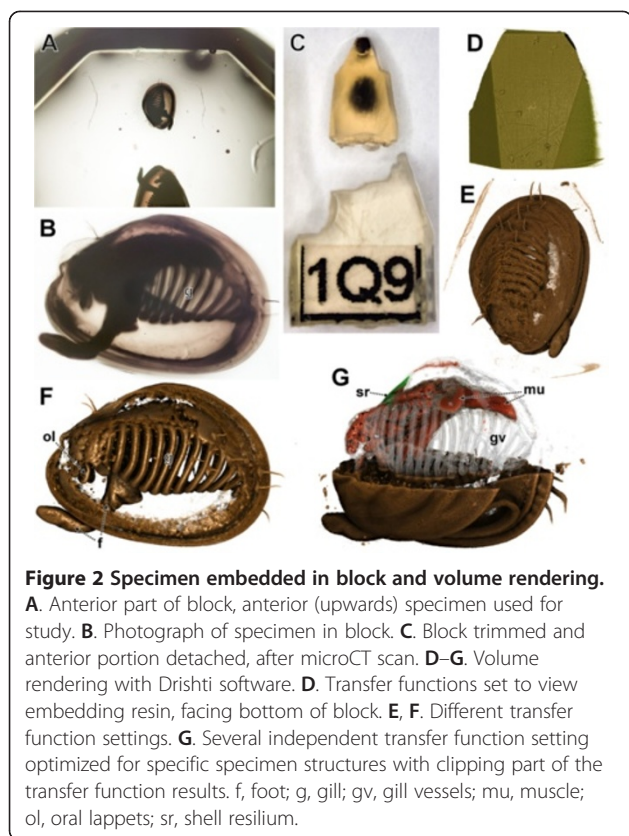 A
C
D
E
B
g
1Q9
F
ol
g
f
G
sr
mu
gv
Figure 2 Specimen embedded in block and volume rendering.
A. Anterior part of block, anterior (upwards) specimen used for
study. B. Photograph of specimen in block. C. Block trimmed and
anterior portion detached, after microCT scan. D–G. Volume
rendering with Drishti software. D. Transfer functions set to view
embedding resin, facing bottom of block. E, F. Different transfer
function settings. G. Several independent transfer function setting
optimized for specific specimen structures with clipping part of the
transfer function results. f, foot; g, gill; gv, gill vessels; mu, muscle;
ol, oral lappets; sr, shell resilium.